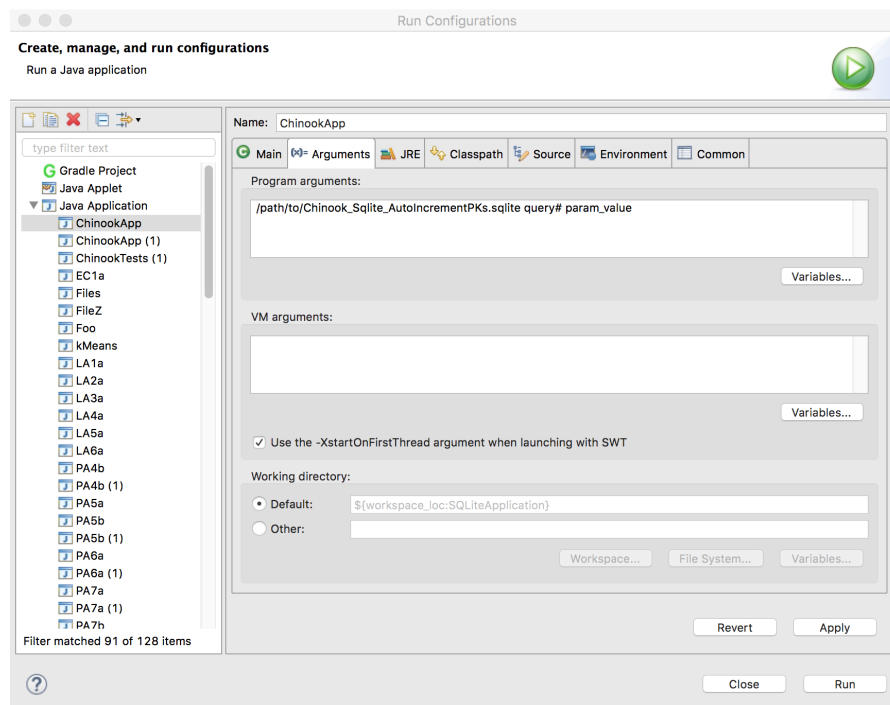 Run Configurations
Create, manage, and run configurations
Run a Java application
type filter text
Gradle Project
Java Applet
Java Application
ChinookApp
ChinookApp (1)
ChinookTests (1)
EC1a
Files
FileZ
Foo
kMeans
LA1a
LA2a
LA3a
LA4a
LA5a
LA6a
PA4b
PA4b (1)
PA5a
PA5b
PA5b (1)
PA6a
PA6a (1)
PA7a
PA7a (1)
PA7b
Filter matched 91 of 128 items
Name: ChinookApp
Main (x)= Arguments JRE Classpath Source Environment Common
Program arguments:
/path/to/Chinook_Sqlite_AutoIncrementPKs.sqlite query# param_value
Variables...
VM arguments:
Variables...
Use the -XstartOnFirstThread argument when launching with SWT
Working directory:
Default: ${workspace_loc:SQLiteApplication}
Other:
Workspace... File System... Variables...
Revert Apply
Close Run